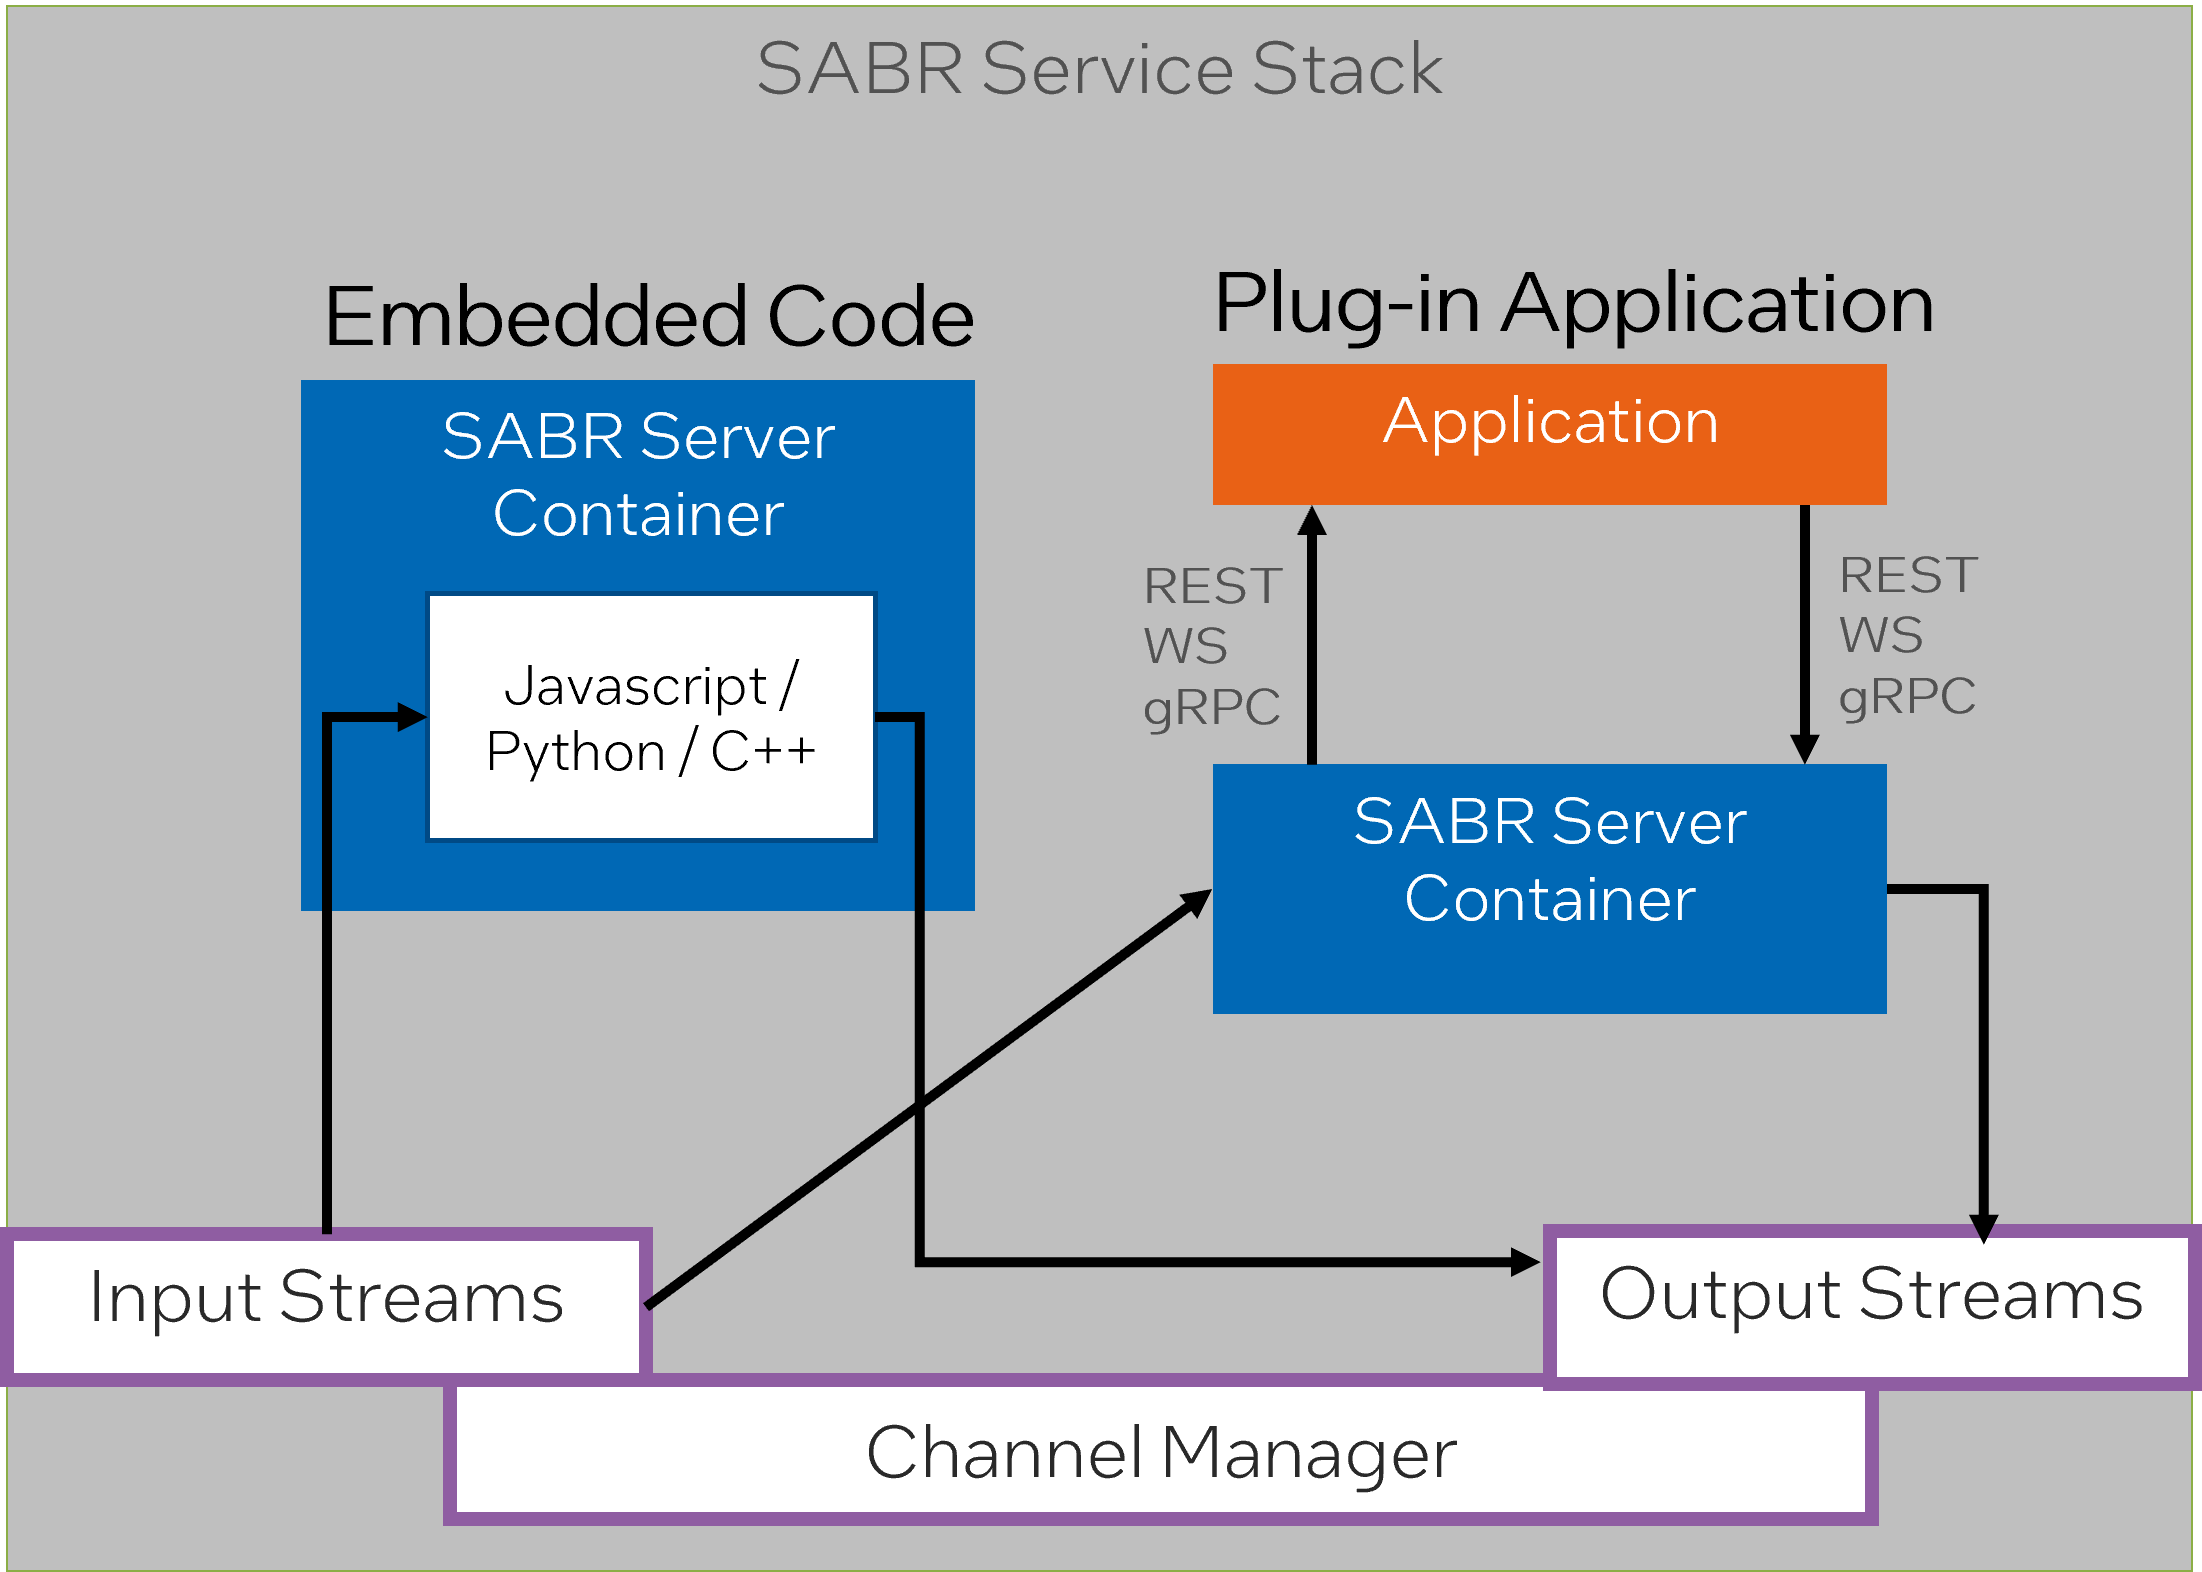 SABR Service Stack
Embedded Code
SABR Server
Container
Javascript /
Python / C++
Plug-in Application
Application
REST
WS
gRPC
REST
WS
gRPC
SABR Server
Container
Input Streams
Output Streams
Channel Manager